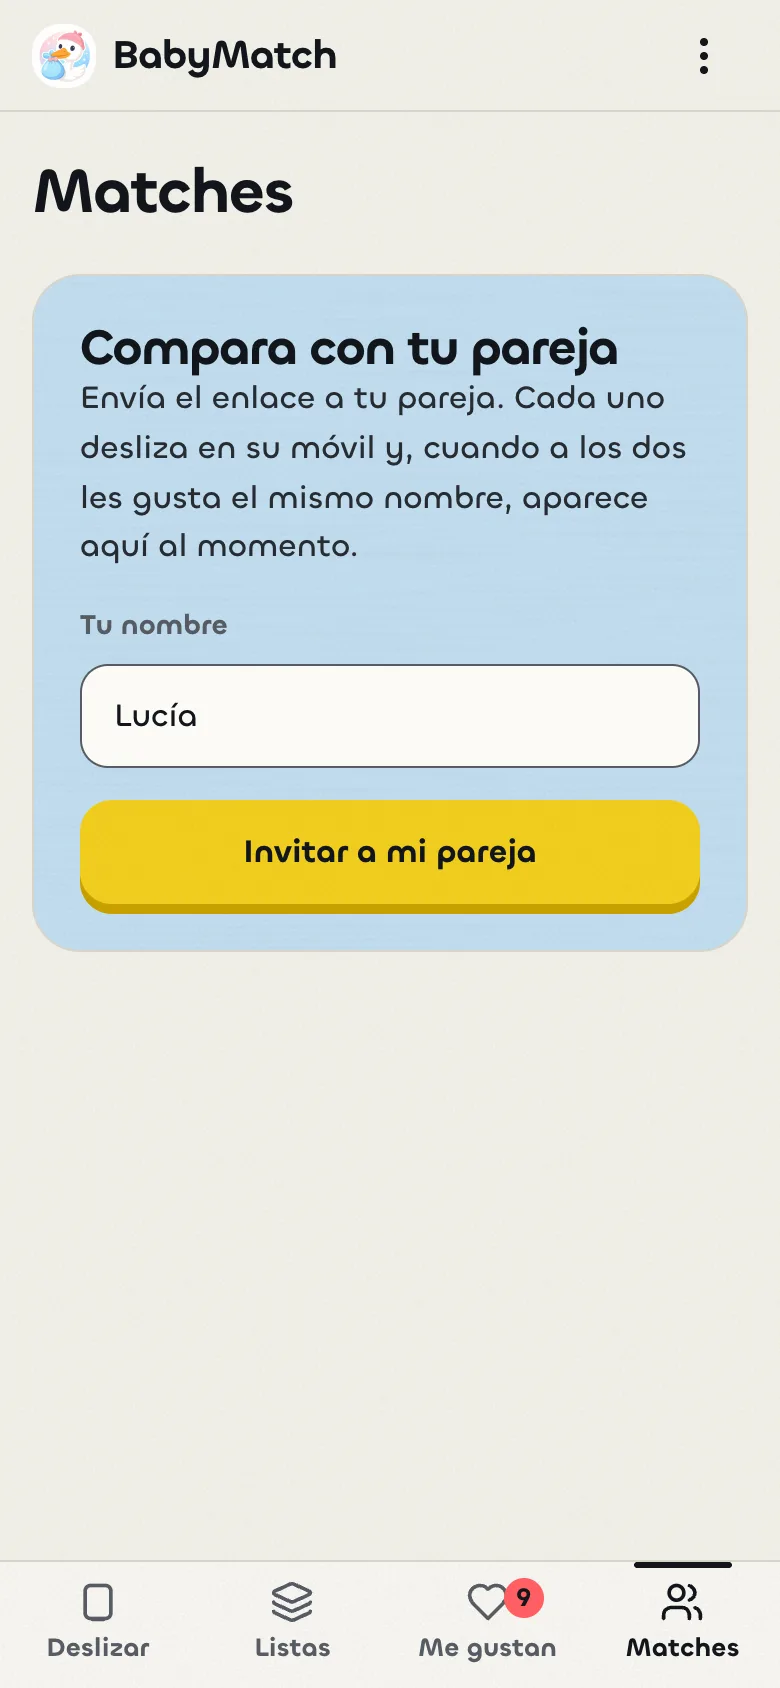 BabyMatch
Matches
Compara con tu pareja
Envía el enlace a tu pareja. Cada uno
desliza en su móvil y, cuando a los dos
les gusta el mismo nombre, aparece
aquí al momento.
Tu nombre
Lucía
Invitar a mi pareja
9
Deslizar
Listas
Me gustan
Matches